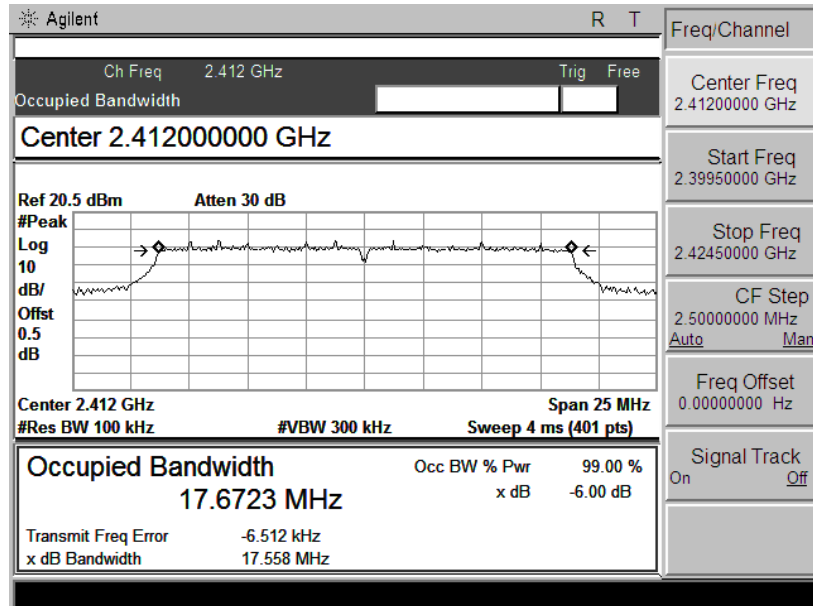 Agilent R T
Ch Freq 2.412 GHz Trig Free
Occupied Bandwidth
Center 2.412000000 GHz
Ref 20.5 dBm Atten 30 dB
#Peak
Log
10
dB/
Offst
0.5
dB
Center 2.412 GHz Span 25 MHz
#Res BW 100 kHz #VBW 300 kHz Sweep 4 ms (401 pts)
Occupied Bandwidth Occ BW % Pwr 99.00 %
17.6723 MHz x dB -6.00 dB
Transmit Freq Error -6.512 kHz
x dB Bandwidth 17.558 MHz
Freq/Channel
Center Freq
2.41200000 GHz
Start Freq
2.39950000 GHz
Stop Freq
2.42450000 GHz
CF Step
2.50000000 MHz
Auto Man
Freq Offset
0.00000000 Hz
Signal Track
On Off